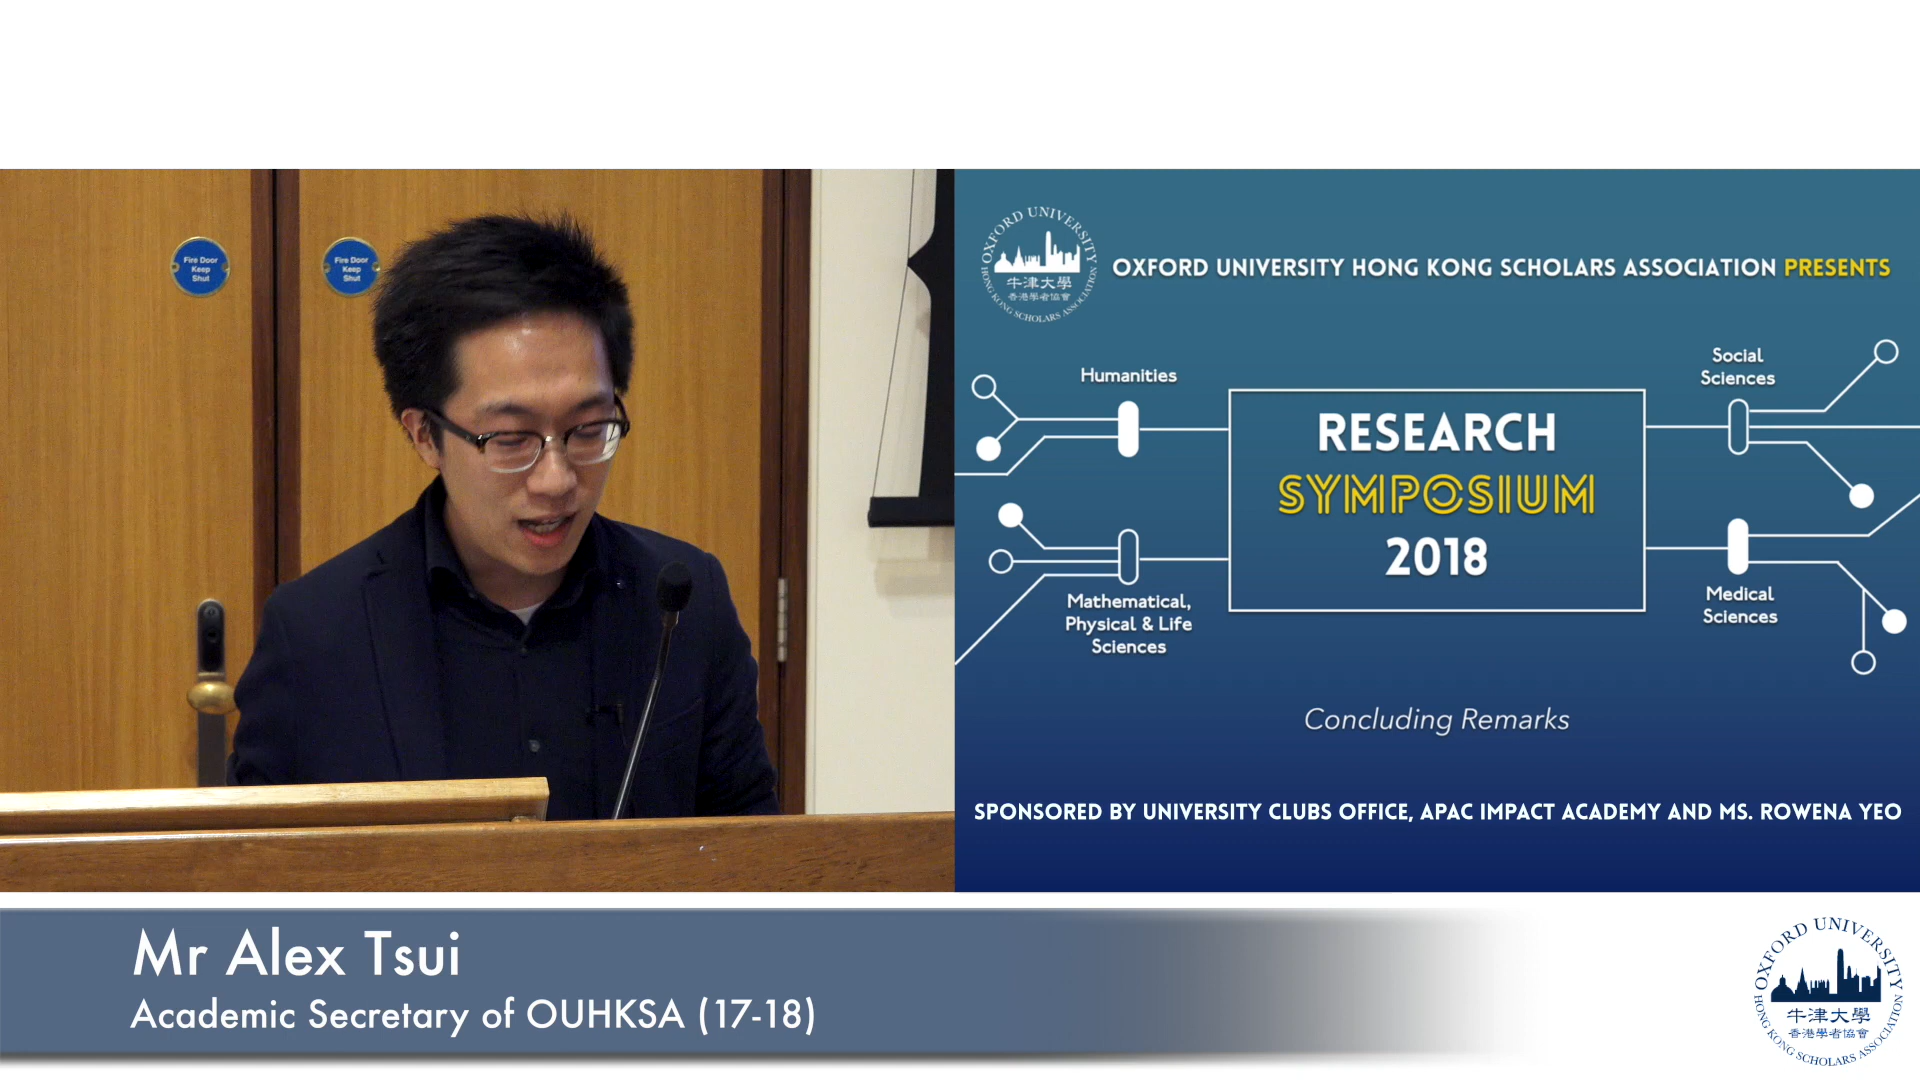 Fire Door
Keep
Shut
Fire Door
Keep
Shut
OXFORD UNIVERSITY
牛津大學
香港學者協會
HONG KONG SCHOLARS ASSOCIATION
OXFORD UNIVERSITY HONG KONG SCHOLARS ASSOCIATION PRESENTS
Humanities
Social
Sciences
RESEARCH
SYMPOSIUM
2018
Mathematical,
Physical & Life
Sciences
Medical
Sciences
Concluding Remarks
SPONSORED BY UNIVERSITY CLUBS OFFICE, APAC IMPACT ACADEMY AND MS. ROWENA YEO
Mr Alex Tsui
Academic Secretary of OUHKSA (17-18)
OXFORD UNIVERSITY
牛津大學
香港學者協會
HONG KONG SCHOLARS ASSOCIATION